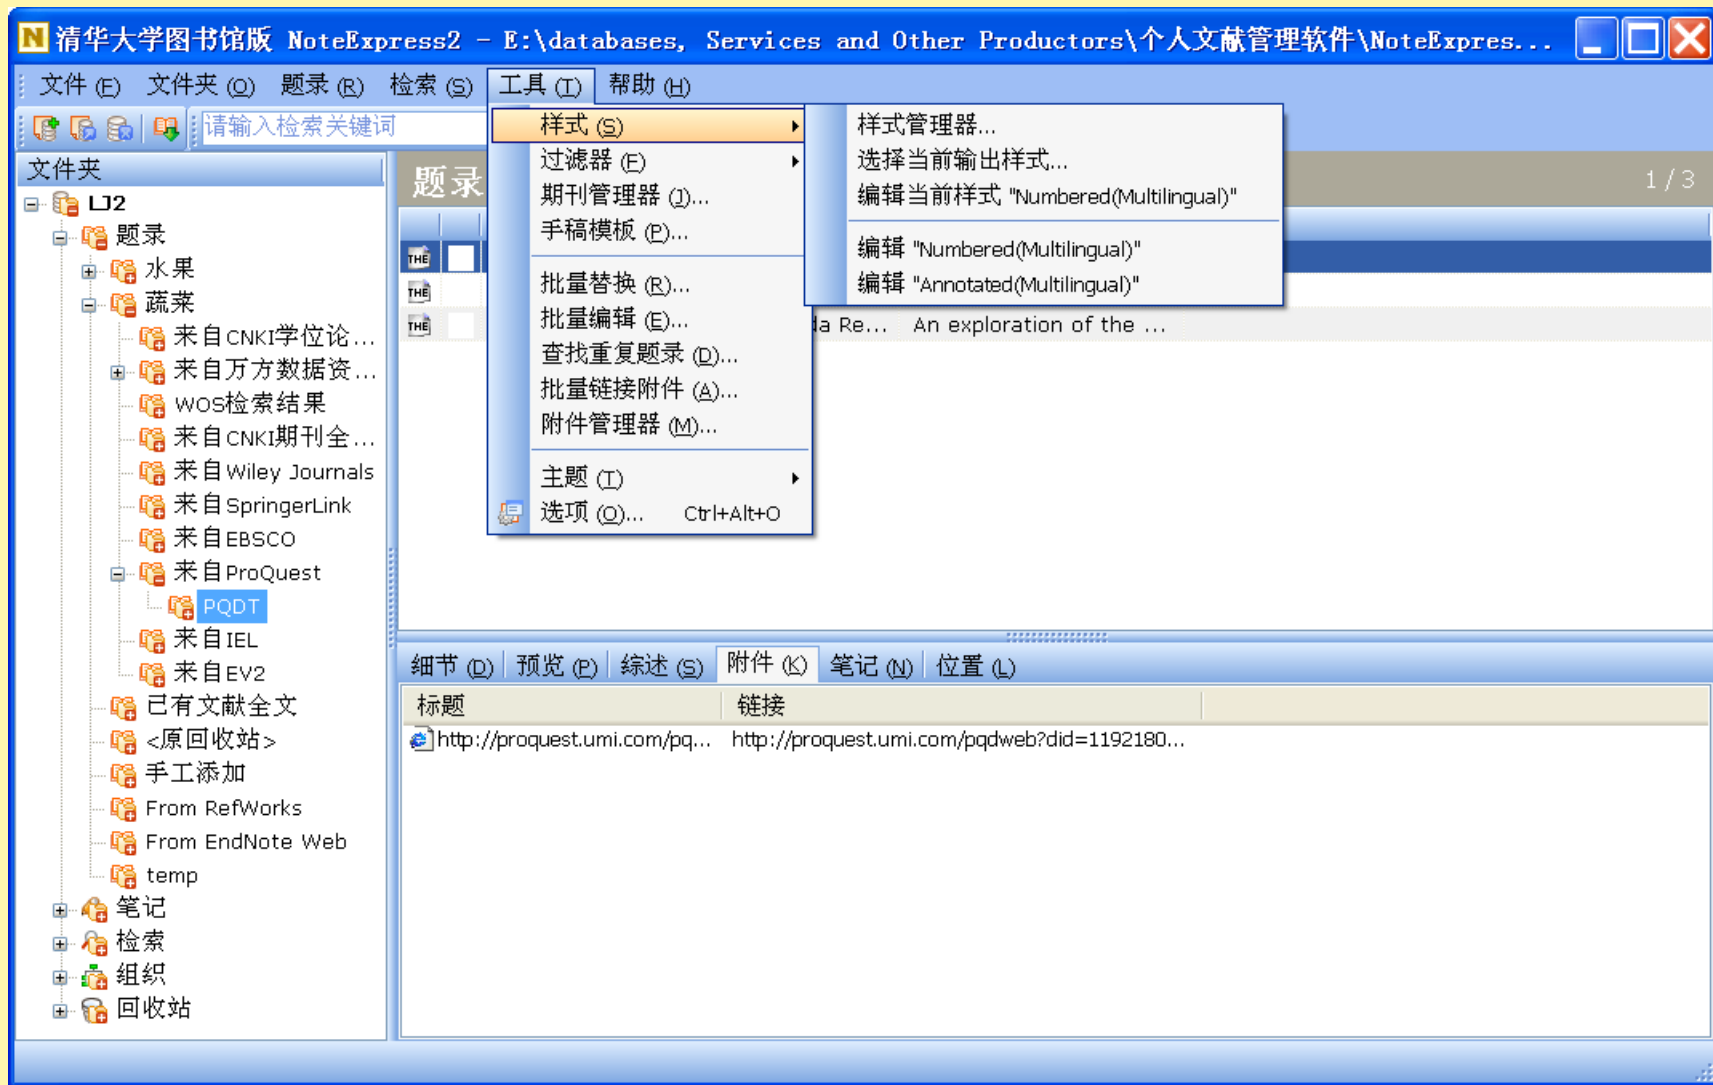 清华大学图书馆版 NoteExpress2 - E:\databases, Services and Other Productors\个人文献管理软件\NoteExpres...
文件 (F) 文件夹 (O) 题录 (R) 检索 (S) 工具 (T) 帮助 (H)
请输入检索关键词
样式 (S)
过滤器 (F)
期刊管理器 (J)...
手稿模板 (P)...
批量替换 (R)...
批量编辑 (E)...
查找重复题录 (D)...
批量链接附件 (A)...
附件管理器 (M)...
主题 (T)
选项 (O)... Ctrl+Alt+O
样式管理器...
选择当前输出样式...
编辑当前样式 "Numbered(Multilingual)"
编辑 "Numbered(Multilingual)"
编辑 "Annotated(Multilingual)"
文件夹
LJ2
题录
水果
蔬菜
来自CNKI学位论...
来自万方数据资...
WOS检索结果
来自CNKI期刊全...
来自Wiley Journals
来自SpringerLink
来自EBSCO
来自ProQuest
PQDT
来自IEL
来自EV2
已有文献全文
<原回收站>
手工添加
From RefWorks
From EndNote Web
temp
笔记
检索
组织
回收站
题录
1/3
THE
THE
THE
Re... An exploration of the ...
细节 (D) 预览 (P) 综述 (S) 附件 (K) 笔记 (N) 位置 (L)
标题 链接
http://proquest.umi.com/pq... http://proquest.umi.com/pqdweb?did=1192180...